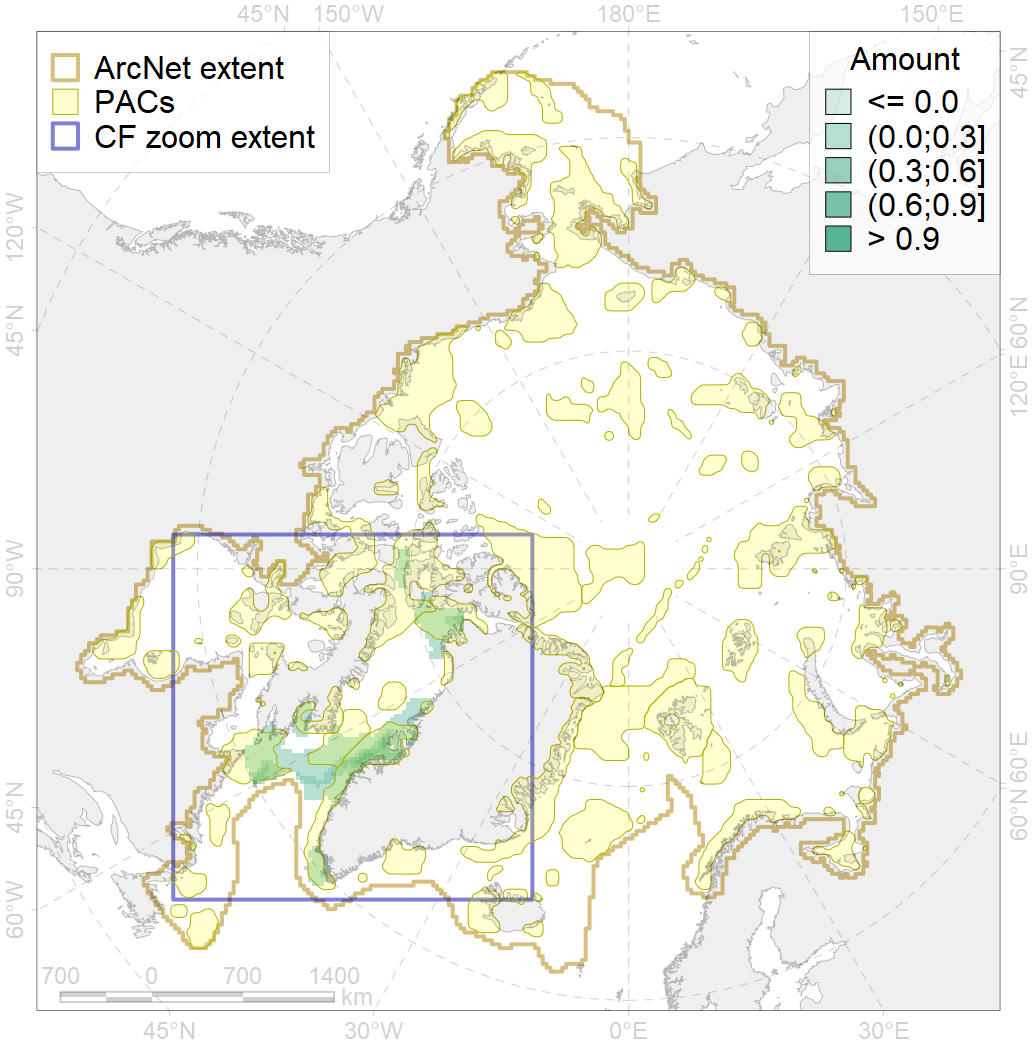 45°N 150°W 180°E 150°E
ArcNet extent
PACs
CF zoom extent
Amount
<= 0.0
(0.0;0.3]
(0.3;0.6]
(0.6;0.9]
> 0.9
45°N
120°W
45°N
60°N
120°E
90°W
90°E
60°E
45°N
60°N
60°W
700 0 700 1400
km
45°N 30°W 0°E 30°E